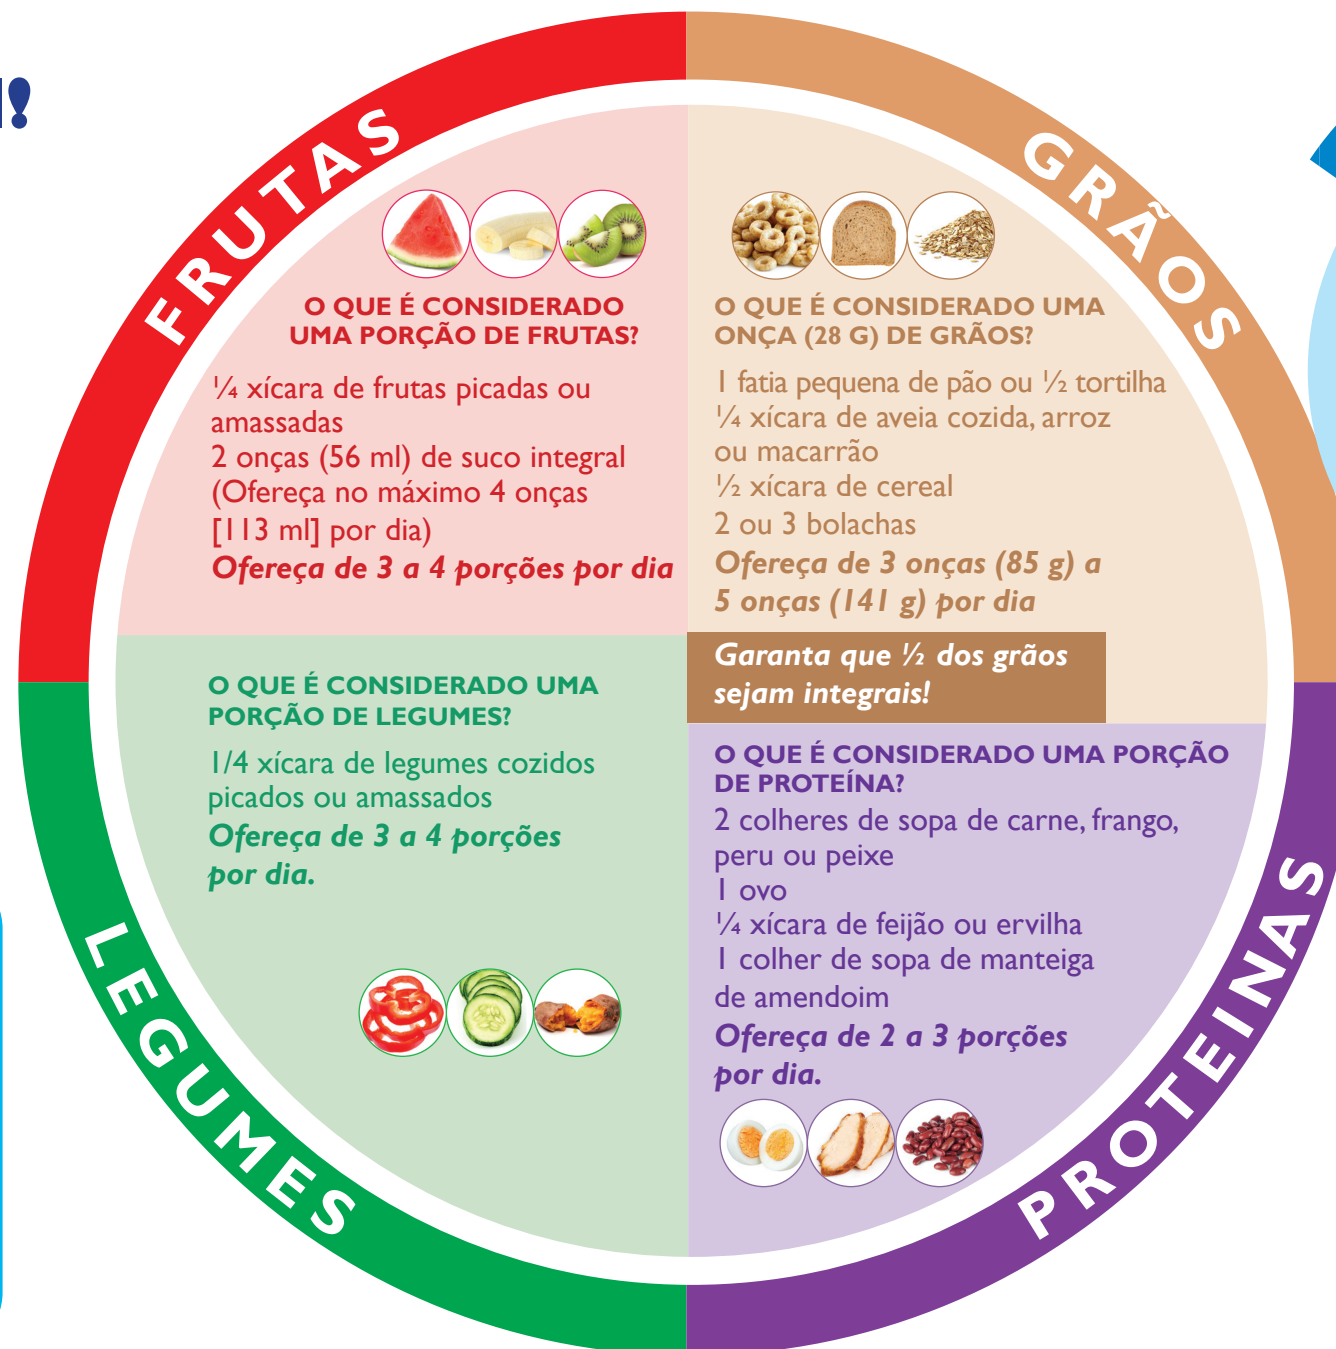 !
FRUTAS
O QUE É CONSIDERADO
UMA PORÇÃO DE FRUTAS?
¼ xícara de frutas picadas ou
amassadas
2 onças (56 ml) de suco integral
(Ofereça no máximo 4 onças
[113 ml] por dia)
Ofereça de 3 a 4 porções por dia
GRÃOS
O QUE É CONSIDERADO UMA
ONÇA (28 G) DE GRÃOS?
1 fatia pequena de pão ou ½ tortilha
¼ xícara de aveia cozida, arroz
ou macarrão
½ xícara de cereal
2 ou 3 bolachas
Ofereça de 3 onças (85 g) a
5 onças (141 g) por dia
Garanta que ½ dos grãos
sejam integrais!
LEGUMES
O QUE É CONSIDERADO UMA
PORÇÃO DE LEGUMES?
1/4 xícara de legumes cozidos
picados ou amassados
Ofereça de 3 a 4 porções
por dia.
PROTEINAS
O QUE É CONSIDERADO UMA PORÇÃO
DE PROTEÍNA?
2 colheres de sopa de carne, frango,
peru ou peixe
1 ovo
¼ xícara de feijão ou ervilha
1 colher de sopa de manteiga
de amendoim
Ofereça de 2 a 3 porções
por dia.